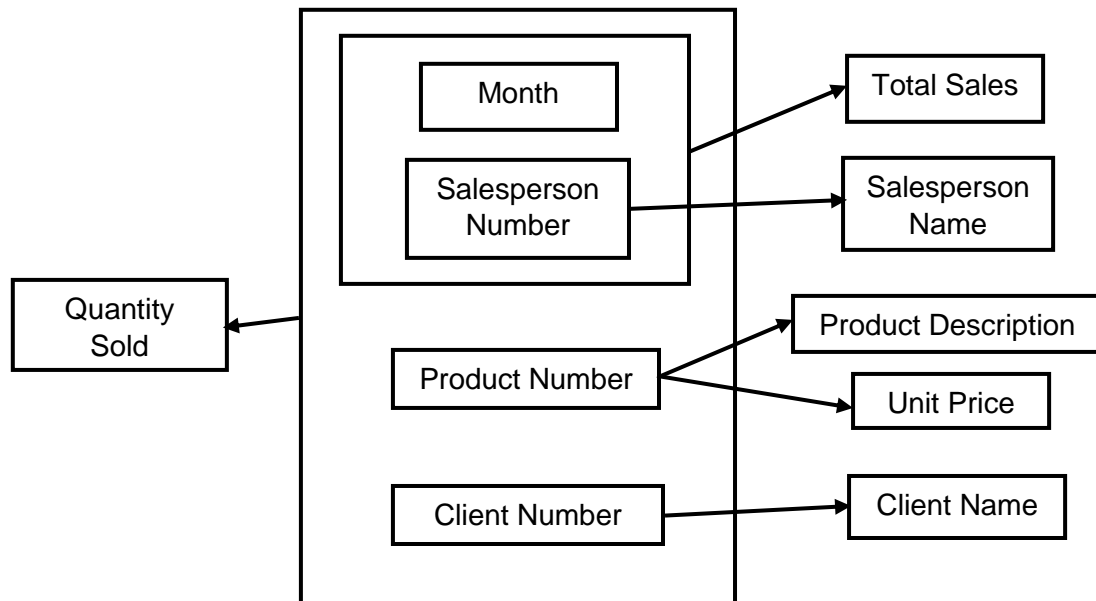 Month
Total Sales
Salesperson
Number
Salesperson
Name
Quantity
Sold
Product Description
Product Number
Unit Price
Client Number
Client Name